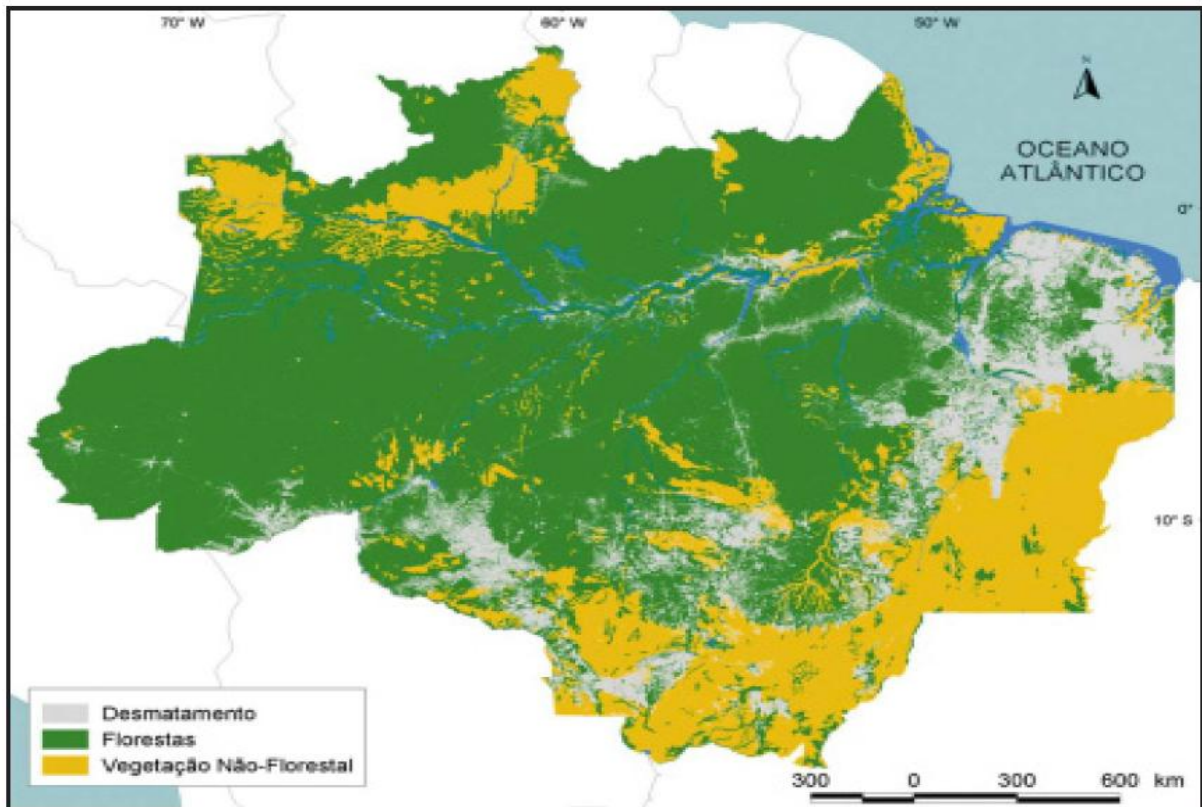 70° W
60° W
50° W
N
OCEANO
ATLÂNTICO
0°
10° S
Desmatamento
Florestas
Vegetação Não-Florestal
300 0 300 600 km